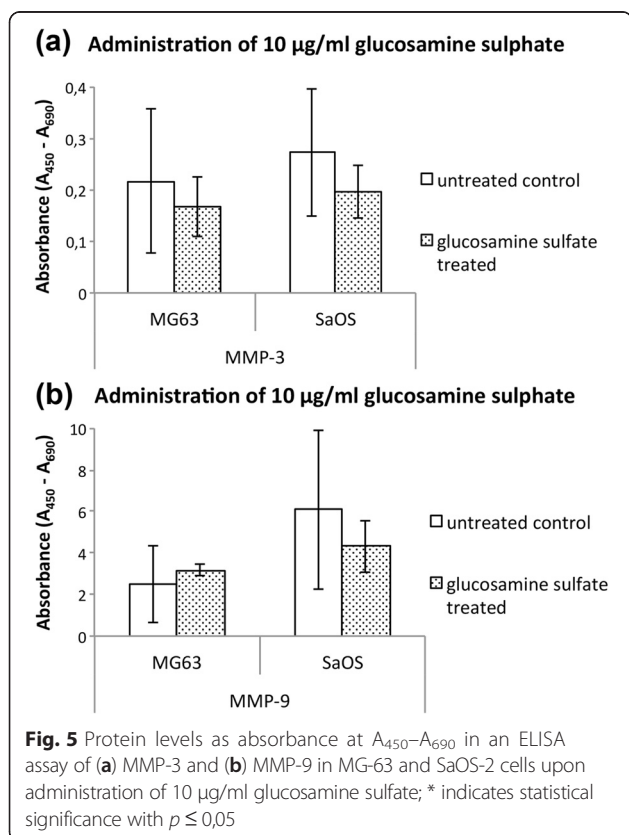 (a) Administration of 10 µg/ml glucosamine sulphate
Absorbance (A450 - A690)
0,4
0,3
0,2
0,1
0
MG63 SaOS
MMP-3
untreated control
glucosamine sulfate
treated
(b) Administration of 10 µg/ml glucosamine sulphate
Absorbance (A450 - A690)
10
8
6
4
2
0
MG63 SaOS
MMP-9
untreated control
glucosamine sulfate
treated
Fig. 5 Protein levels as absorbance at A450–A690 in an ELISA
assay of (a) MMP-3 and (b) MMP-9 in MG-63 and SaOS-2 cells upon
administration of 10 µg/ml glucosamine sulfate; * indicates statistical
significance with p ≤ 0,05